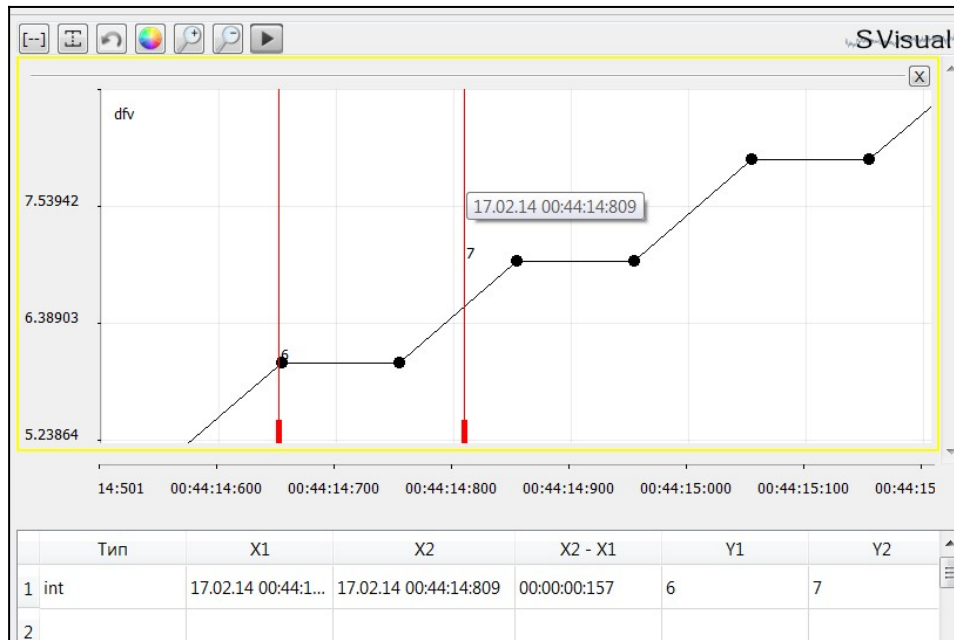 [--]
SVisual
X
dfv
7.53942
17.02.14 00:44:14:809
7
6.38903
6
5.23864
14:501 00:44:14:600 00:44:14:700 00:44:14:800 00:44:14:900 00:44:15:000 00:44:15:100 00:44:15
Тип X1 X2 X2 - X1 Y1 Y2
1 int 17.02.14 00:44:1... 17.02.14 00:44:14:809 00:00:00:157 6 7
2